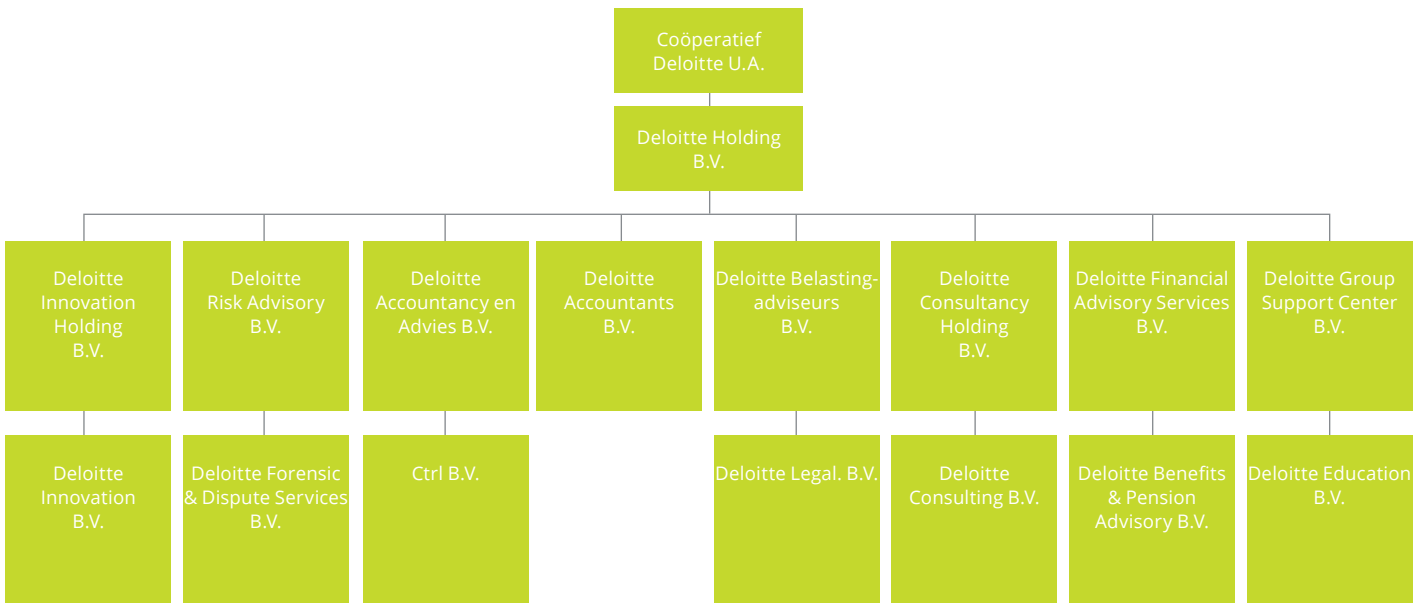 Coöperatief
Deloitte U.A.
Deloitte Holding
B.V.
Deloitte
Innovation
Holding
B.V.
Deloitte
Risk Advisory
B.V.
Deloitte
Accountancy en
Advies B.V.
Deloitte
Accountants
B.V.
Deloitte Belasting-
adviseurs
B.V.
Deloitte
Consultancy
Holding
B.V.
Deloitte Financial
Advisory Services
B.V.
Deloitte Group
Support Center
B.V.
Deloitte
Innovation
B.V.
Deloitte Forensic
& Dispute Services
B.V.
Ctrl B.V.
Deloitte Legal. B.V.
Deloitte
Consulting B.V.
Deloitte Benefits
& Pension
Advisory B.V.
Deloitte Education
B.V.